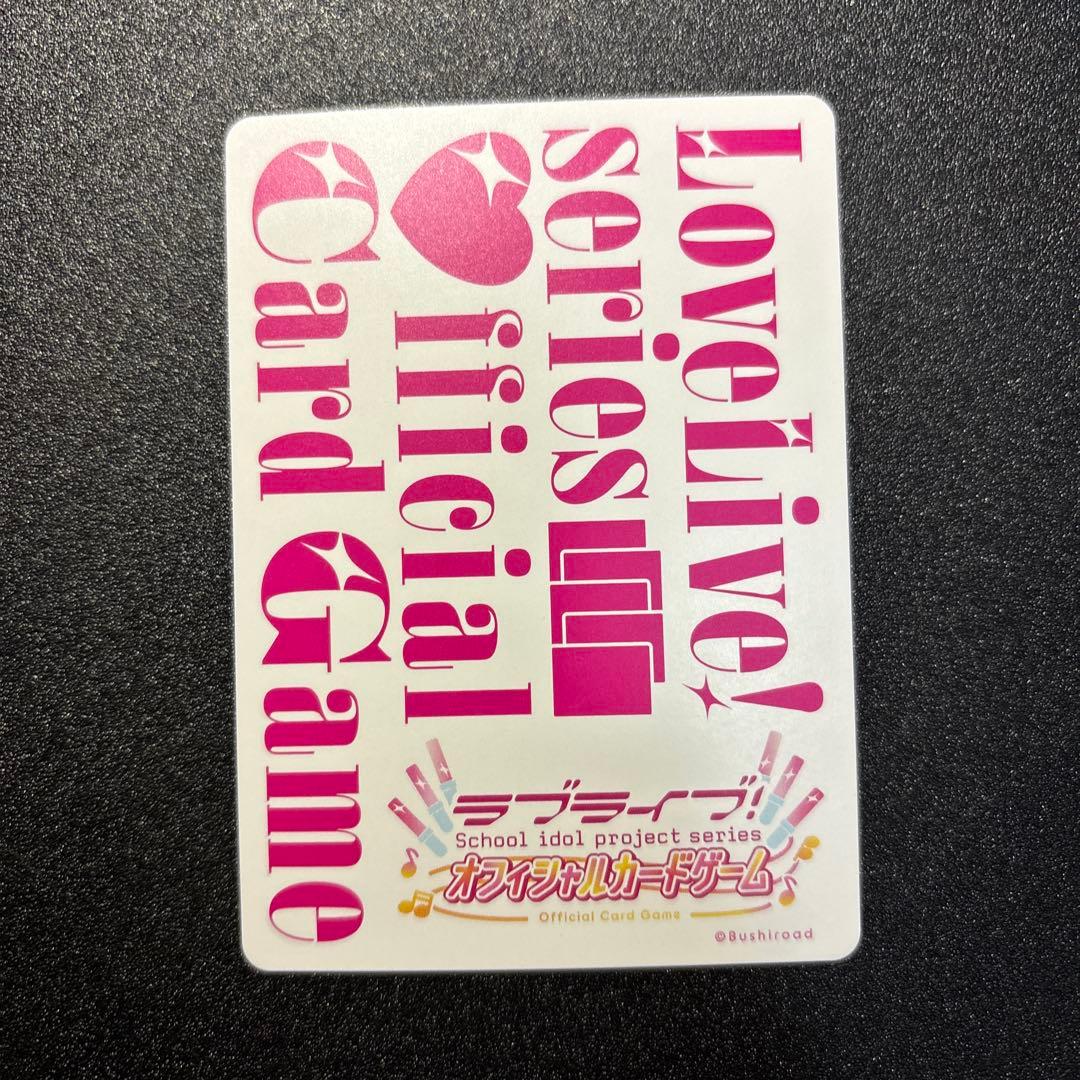 LoveLive!
series
Official
Card Game
ラブライブ!
School idol project series
オフィシャルカードゲーム
Official Card Game
©Bushiroad